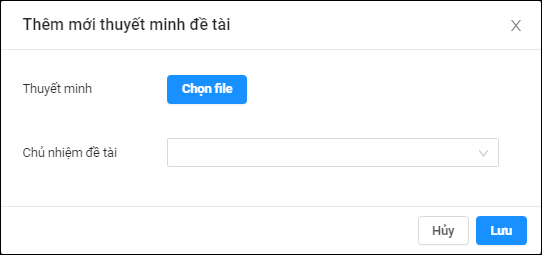 Thêm mới thuyết minh đề tài
Thuyết minh
Chọn file
Chủ nhiệm đề tài
Hủy
Lưu